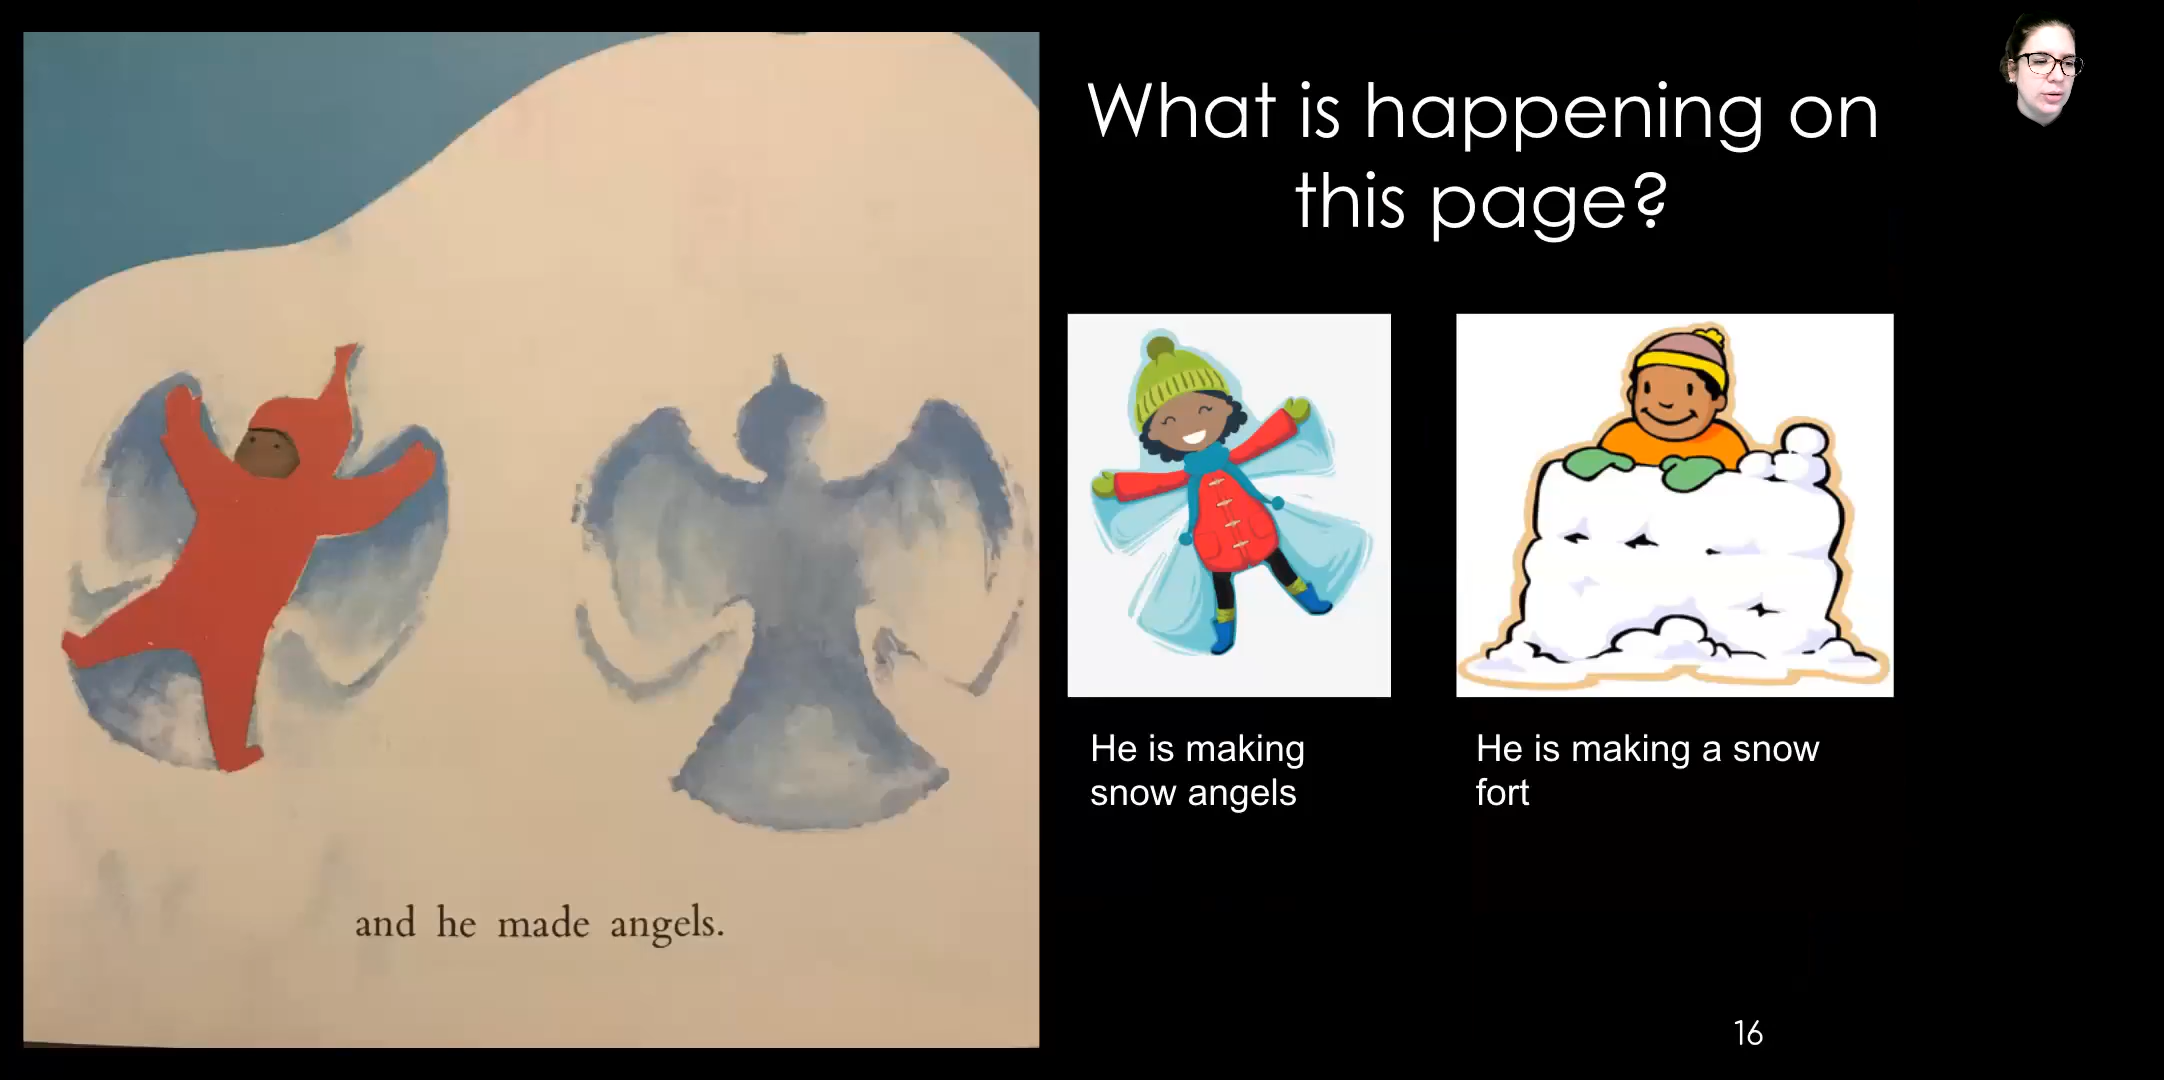 and he made angels.
What is happening on
this page?
He is making
snow angels
He is making a snow
fort
16